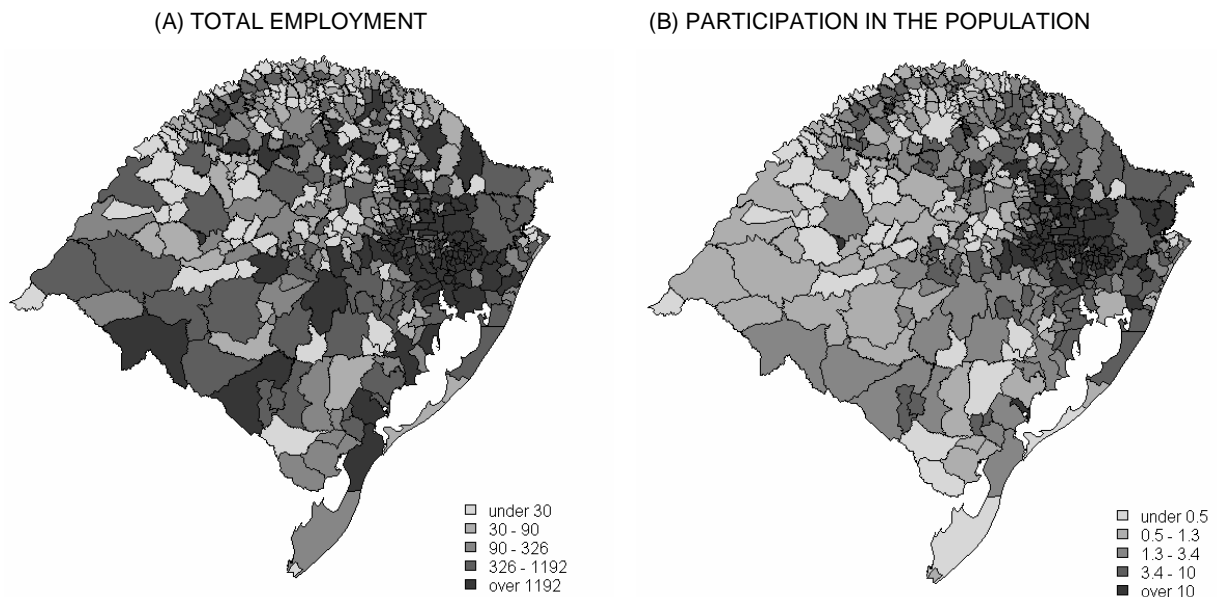 (A) TOTAL EMPLOYMENT
(B) PARTICIPATION IN THE POPULATION
under 30
30 - 90
90 - 326
326 - 1192
over 1192
under 0.5
0.5 - 1.3
1.3 - 3.4
3.4 - 10
over 10